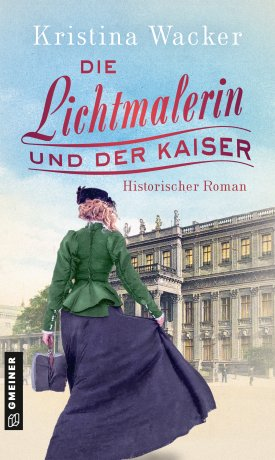 Kristina Wacker
DIE
Lichtmalerin
UND DER KAISER
Historischer Roman
GMEINER